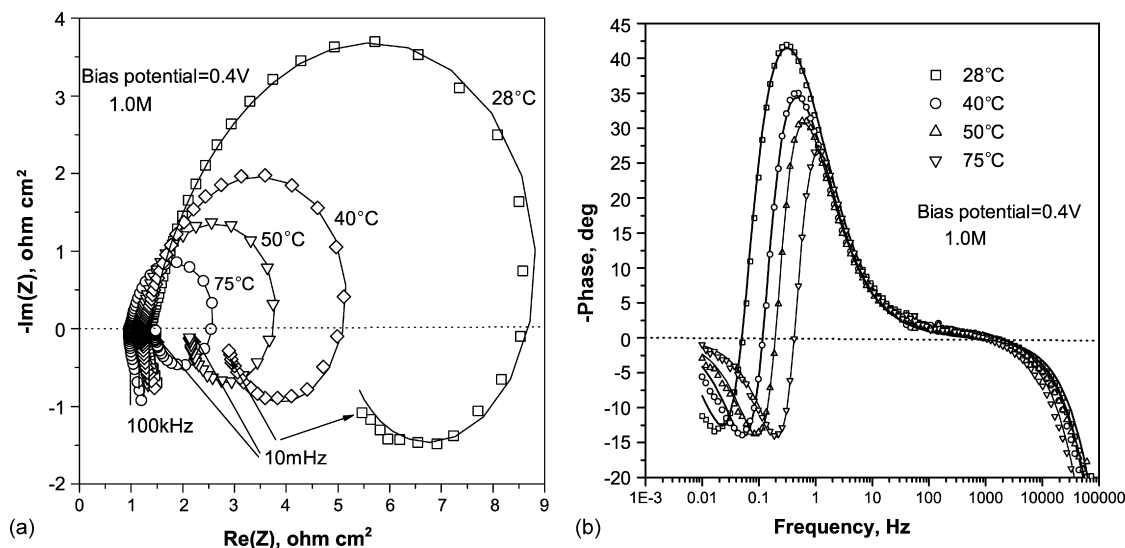 4
3
2
1
0
-1
-2
-Im(Z), ohm cm²
Bias potential=0.4V
1.0M
28°C
40°C
50°C
75°C
100kHz
10mHz
0 1 2 3 4 5 6 7 8 9
(a)
Re(Z), ohm cm²
45
40
35
30
25
20
15
10
5
0
-5
-10
-15
-20
-Phase, deg
28°C
40°C
50°C
75°C
Bias potential=0.4V
1.0M
1E-3 0.01 0.1 1 10 100 1000 10000 100000
(b)
Frequency, Hz